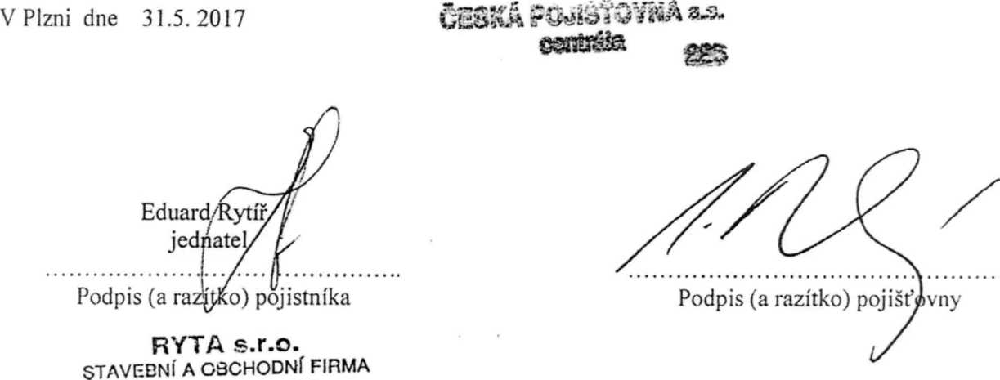 V Plzni dne 31.5. 2017
ČESKÁ POJIŠŤOVNA a.s.
centrála
225
Eduard Rytíř
jednatel
Podpis (a razítko) pojistníka
Podpis (a razítko) pojišťovny
RYTA s.r.o.
STAVEBNÍ A OBCHODNÍ FIRMA